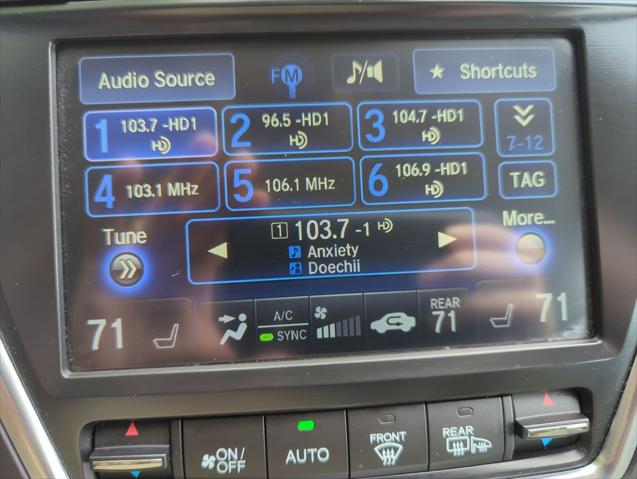 Audio Source
FM
Shortcuts
1 103.7 -HD1
2 96.5 -HD1
3 104.7 -HD1
7-12
4 103.1 MHz
5 106.1 MHz
6 106.9 -HD1
TAG
Tune
1 103.7 -1
More...
Anxiety
Doechii
71
A/C
SYNC
REAR
71
71
ON/
OFF
AUTO
FRONT
REAR